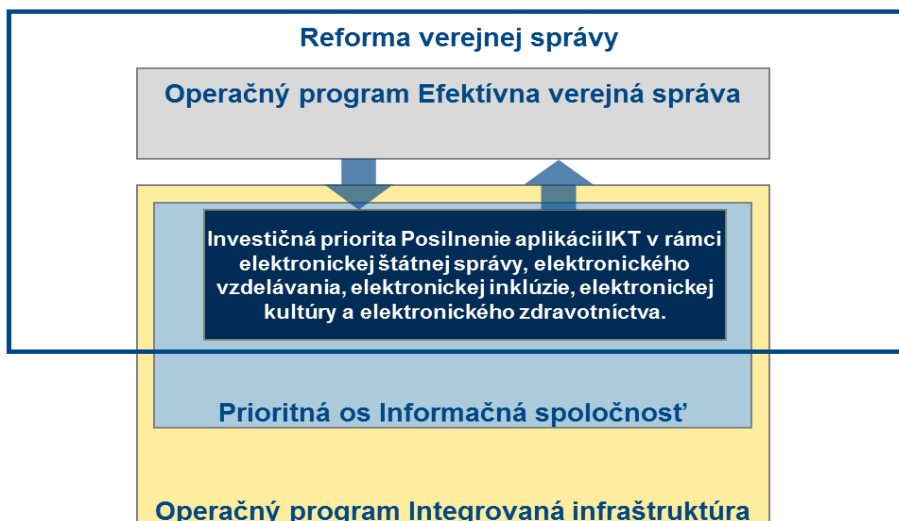 Reforma verejnej správy
Operačný program Efektívna verejná správa
Investičná priorita Posilnenie aplikácií IKT v rámci
elektronickej štátnej správy, elektronického
vzdelávania, elektronickej inklúzie, elektronickej
kultúry a elektronického zdravotníctva.
Prioritná os Informačná spoločnosť
Operačný program Integrovaná infraštruktúra